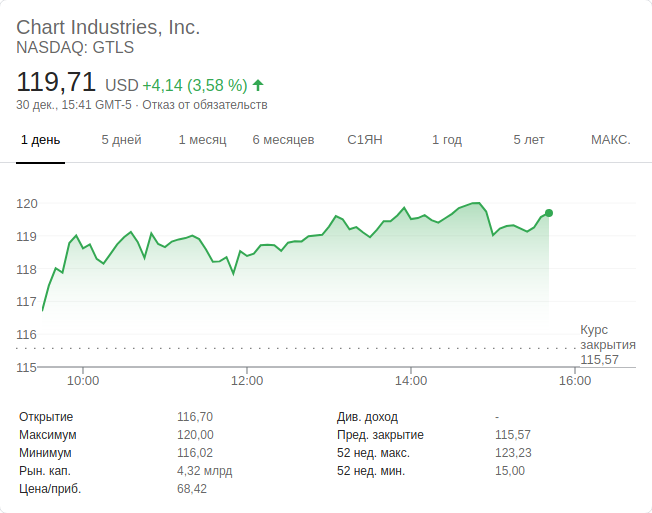 Chart Industries, Inc.
NASDAQ: GTLS
119,71 USD +4,14 (3,58 %)
30 дек., 15:41 GMT-5 · Отказ от обязательств
1 день 5 дней 1 месяц 6 месяцев С1ЯН 1 год 5 лет МАКС.
120
119
118
117
116
Курс
закрытия
115,57
115
10:00 12:00 14:00 16:00
Открытие 116,70 Див. доход -
Максимум 120,00 Пред. закрытие 115,57
Минимум 116,02 52 нед. макс. 123,23
Рын. кап. 4,32 млрд 52 нед. мин. 15,00
Цена/приб. 68,42